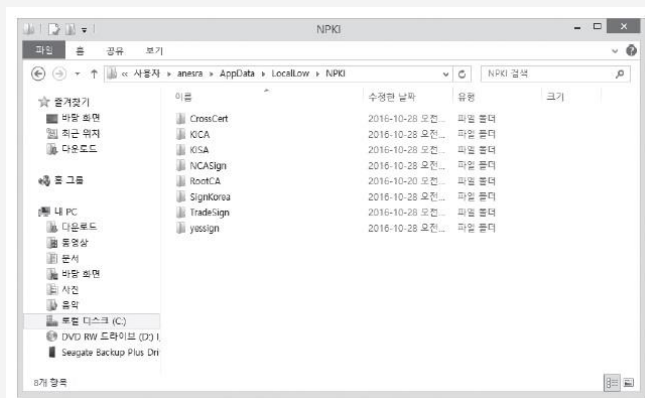 NPKI
파일 홈 공유 보기
« 사용자 ▸ anesra ▸ AppData ▸ LocalLow ▸ NPKI
NPKI 검색
이름 수정한 날짜 유형 크기
CrossCert 2016-10-28 오전... 파일 폴더
KICA 2016-10-28 오전... 파일 폴더
KISA 2016-10-28 오전... 파일 폴더
NCASign 2016-10-28 오전... 파일 폴더
RootCA 2016-10-20 오전... 파일 폴더
SignKorea 2016-10-28 오전... 파일 폴더
TradeSign 2016-10-28 오전... 파일 폴더
yessign 2016-10-28 오전... 파일 폴더
즐겨찾기
바탕 화면
최근 위치
다운로드
홈 그룹
내 PC
다운로드
동영상
문서
바탕 화면
사진
음악
로컬 디스크 (C:)
DVD RW 드라이브 (D:) I
Seagate Backup Plus Dri
8개 항목